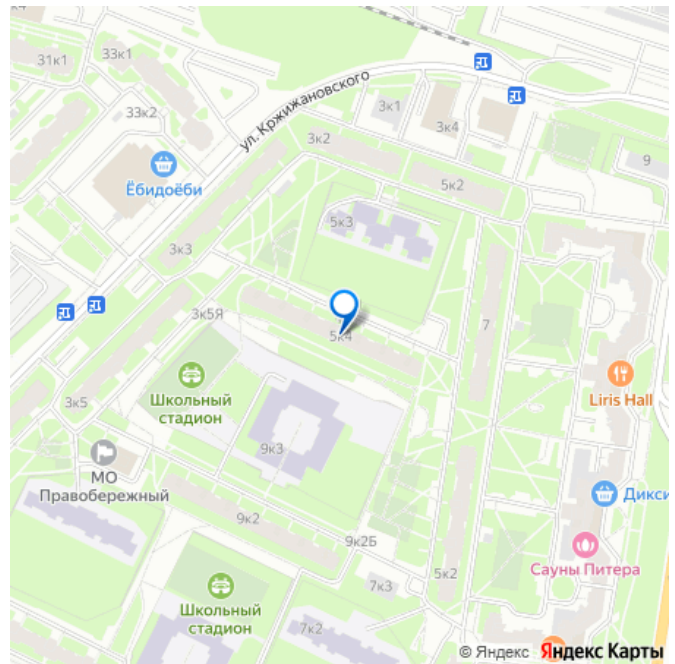 к4
31к1
33к1
33к2
ул. Кржижановского
3к1
3к4
3к2
9
Ёбидоёби
5к2
5к3
3к3
3к5Я
5к4
7
Школьный
стадион
Liris Hall
3к5
9к3
МО
Правобережный
Дикси
9к2
9к2Б
Сауны Питера
7к3
5к2
Школьный
стадион
7к2
© Яндекс Яндекс Карты